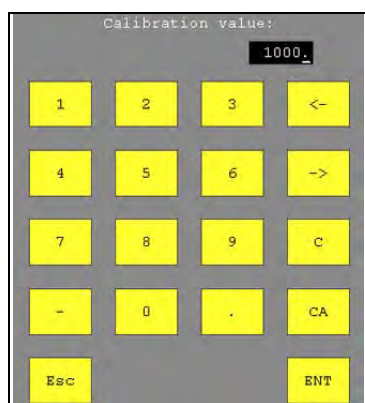 Calibration value:
1000.
1 2 3 <-
4 5 6 ->
7 8 9 C
- 0 . CA
Esc ENT